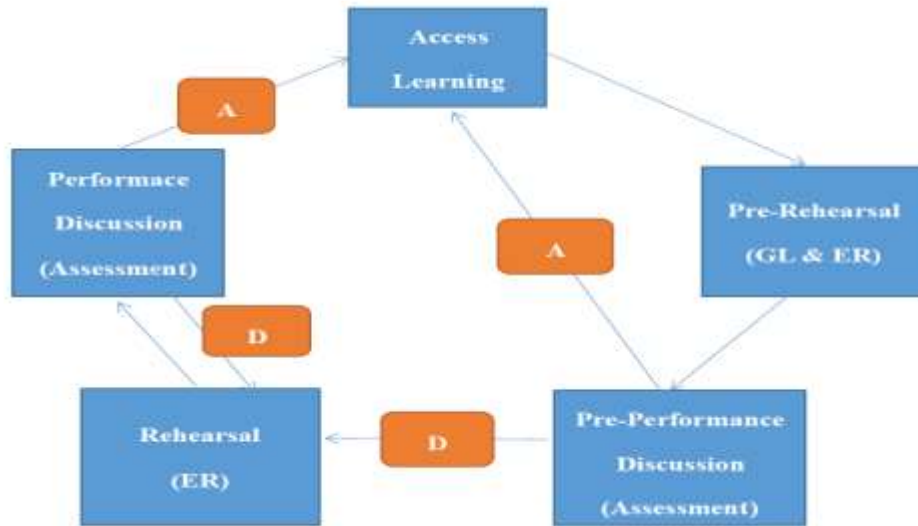 Access
Learning
A
Performace
Discussion
(Assessment)
Pre-Rehearsal
(GL & ER)
A
D
Rehearsal
(ER)
D
Pre-Performance
Discussion
(Assessment)